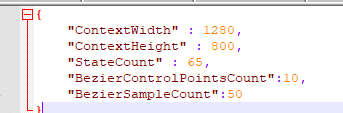 {
"ContextWidth" : 1280,
"ContextHeight" : 800,
"StateCount" : 65,
"BezierControlPointsCount":10,
"BezierSampleCount":50
}